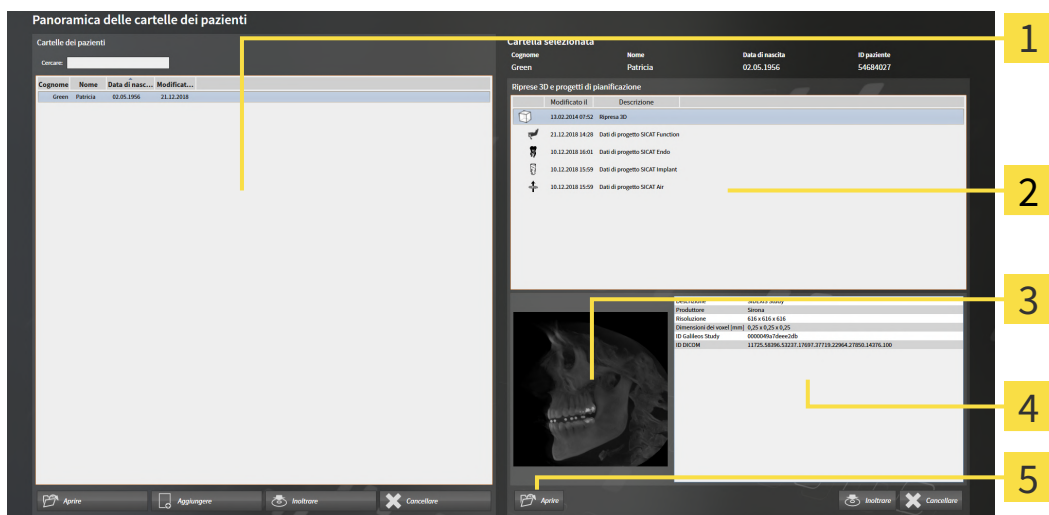 Panoramica delle cartelle dei pazienti
Cartelle dei pazienti
Cercare:
Cognome Nome Data di nasc... Modificat...
Green Patricia 02.05.1956 21.12.2018
Aprire Aggiungere Inoltrare Cancellare
Cartella selezionata
Cognome Nome Data di nascita ID paziente
Green Patricia 02.05.1956 54684027
Riprese 3D e progetti di pianificazione
Modificato il Descrizione
13.02.2014 07:52 Ripresa 3D
21.12.2018 14:28 Dati di progetto SICAT Function
10.12.2018 16:01 Dati di progetto SICAT Endo
10.12.2018 15:59 Dati di progetto SICAT Implant
10.12.2018 15:59 Dati di progetto SICAT Air
Descrizione SIDEXIS Study
Produttore Sirona
Risoluzione 616 x 616 x 616
Dimensioni dei voxel [mm] 0,25 x 0,25 x 0,25
ID Galileos Study 0000049a7deee2db
ID DICOM 11725.58396.53237.17697.37719.22964.27850.14376.100
Aprire Inoltrare Cancellare
1
2
3
4
5